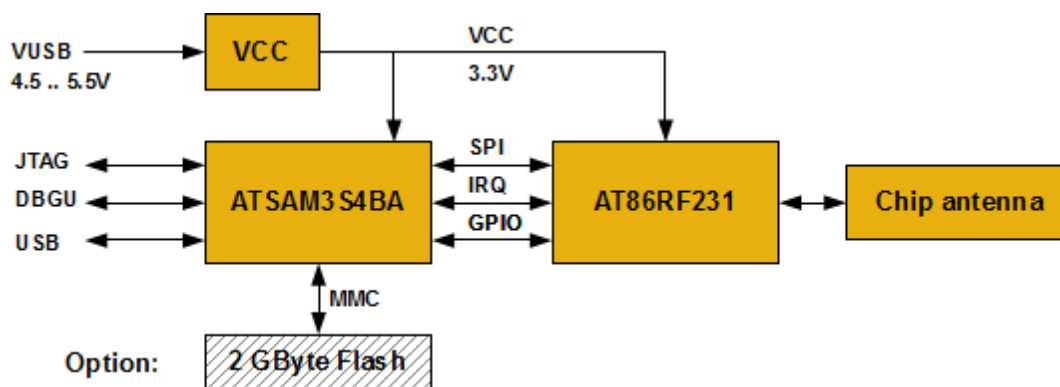 VUSB
4.5 .. 5.5V
VCC
VCC
3.3V
JTAG
DBGU
USB
ATSAM3S4BA
SPI
IRQ
GPIO
AT86RF231
Chip antenna
MMC
Option:
2 GByte Flash